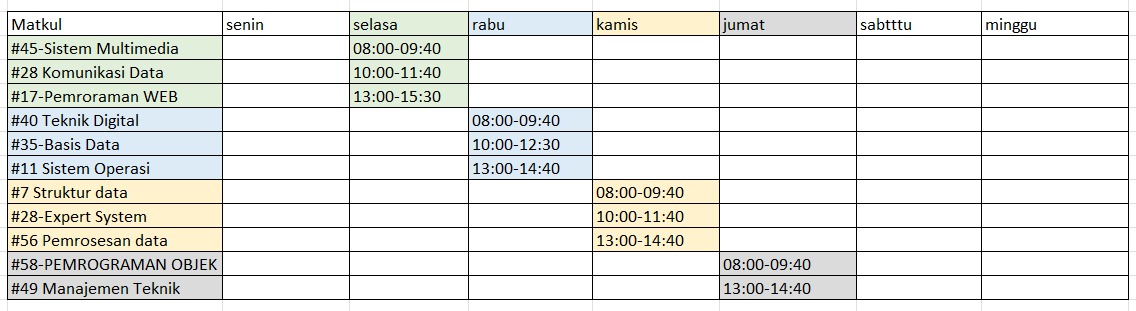 Matkul senin selasa rabu kamis jumat sabtttu minggu
#45-Sistem Multimedia 08:00-09:40
#28 Komunikasi Data 10:00-11:40
#17-Pemroraman WEB 13:00-15:30
#40 Teknik Digital 08:00-09:40
#35-Basis Data 10:00-12:30
#11 Sistem Operasi 13:00-14:40
#7 Struktur data 08:00-09:40
#28-Expert System 10:00-11:40
#56 Pemrosesan data 13:00-14:40
#58-PEMROGRAMAN OBJEK 08:00-09:40
#49 Manajemen Teknik 13:00-14:40